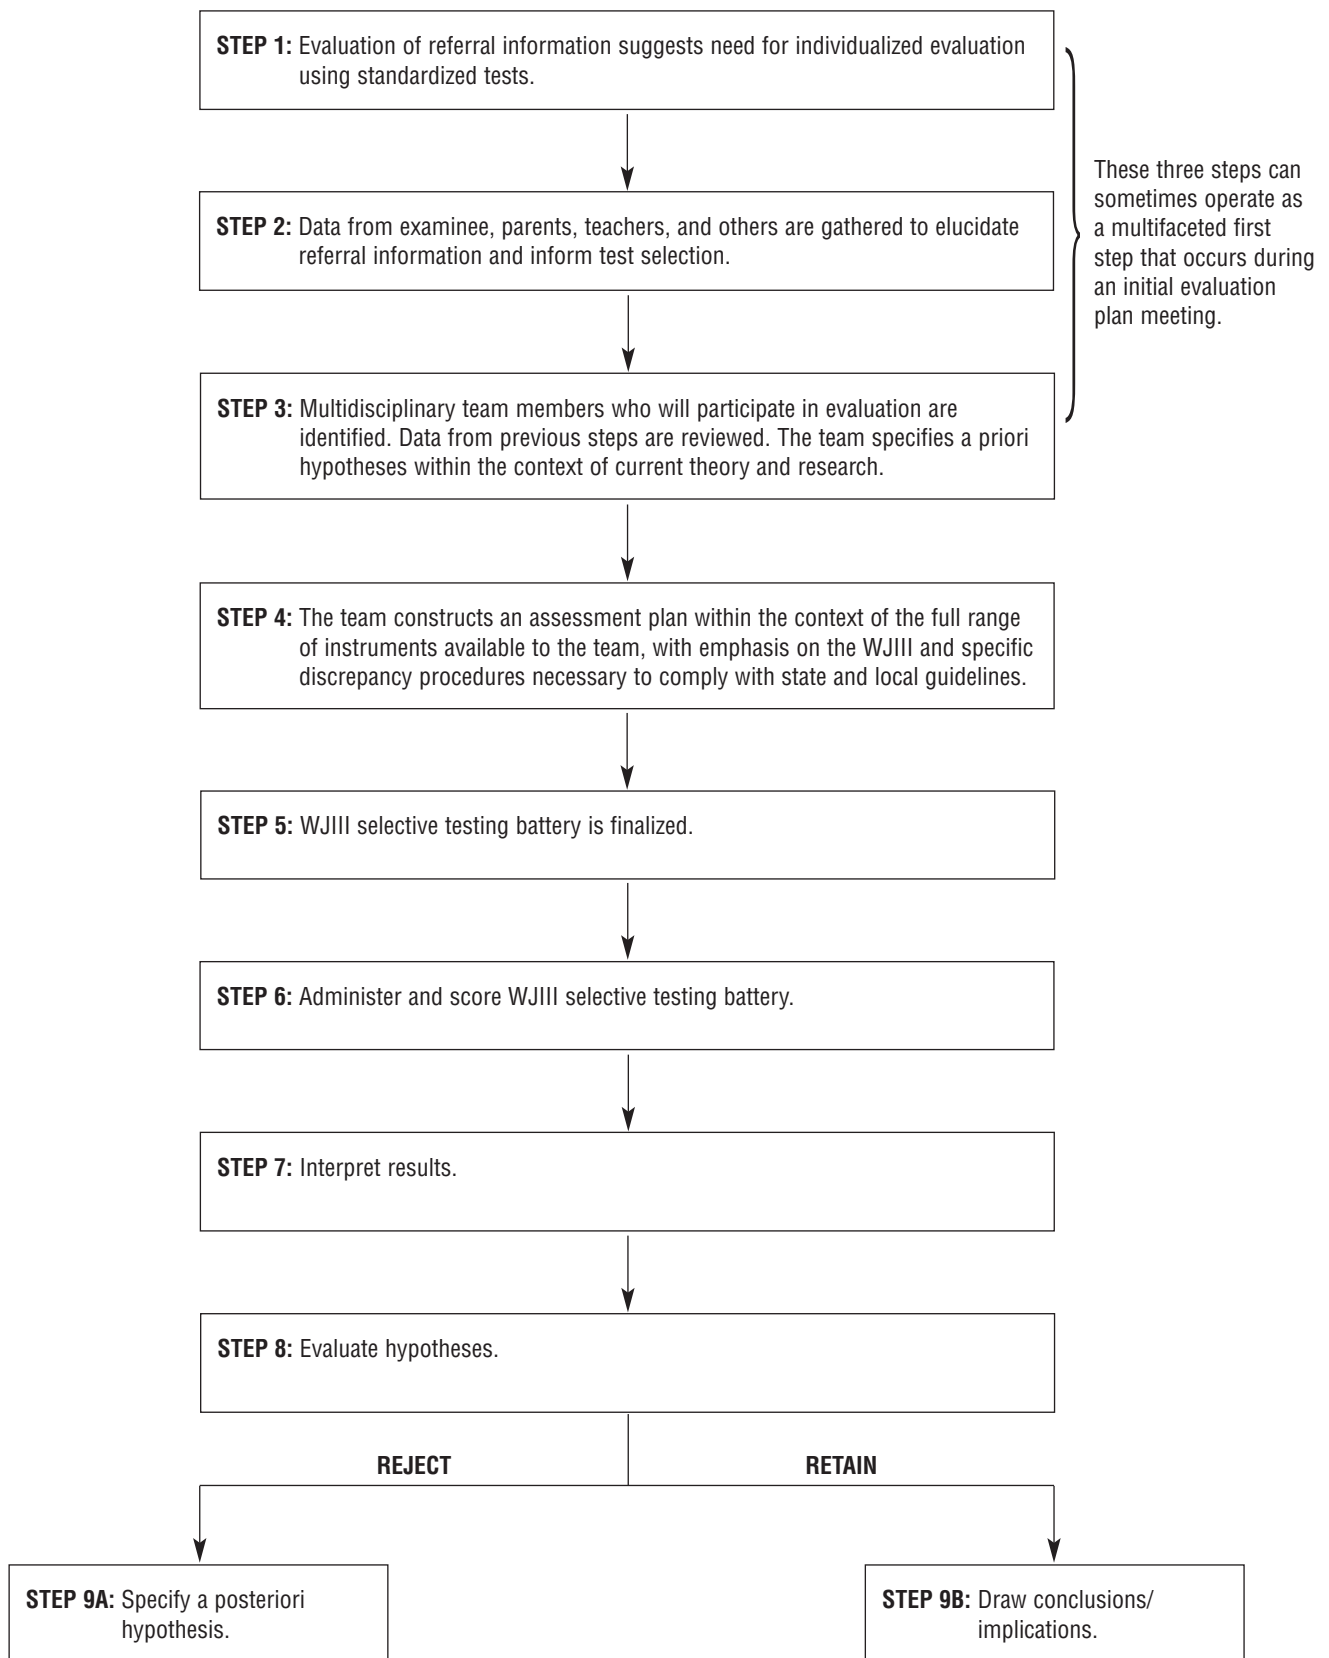 STEP 1: Evaluation of referral information suggests need for individualized evaluation
using standardized tests.
These three steps can
sometimes operate as
a multifaceted first
step that occurs during
an initial evaluation
plan meeting.
STEP 2: Data from examinee, parents, teachers, and others are gathered to elucidate
referral information and inform test selection.
STEP 3: Multidisciplinary team members who will participate in evaluation are
identified. Data from previous steps are reviewed. The team specifies a priori
hypotheses within the context of current theory and research.
STEP 4: The team constructs an assessment plan within the context of the full range
of instruments available to the team, with emphasis on the WJIII and specific
discrepancy procedures necessary to comply with state and local guidelines.
STEP 5: WJIII selective testing battery is finalized.
STEP 6: Administer and score WJIII selective testing battery.
STEP 7: Interpret results.
STEP 8: Evaluate hypotheses.
REJECT
RETAIN
STEP 9A: Specify a posteriori
hypothesis.
STEP 9B: Draw conclusions/
implications.